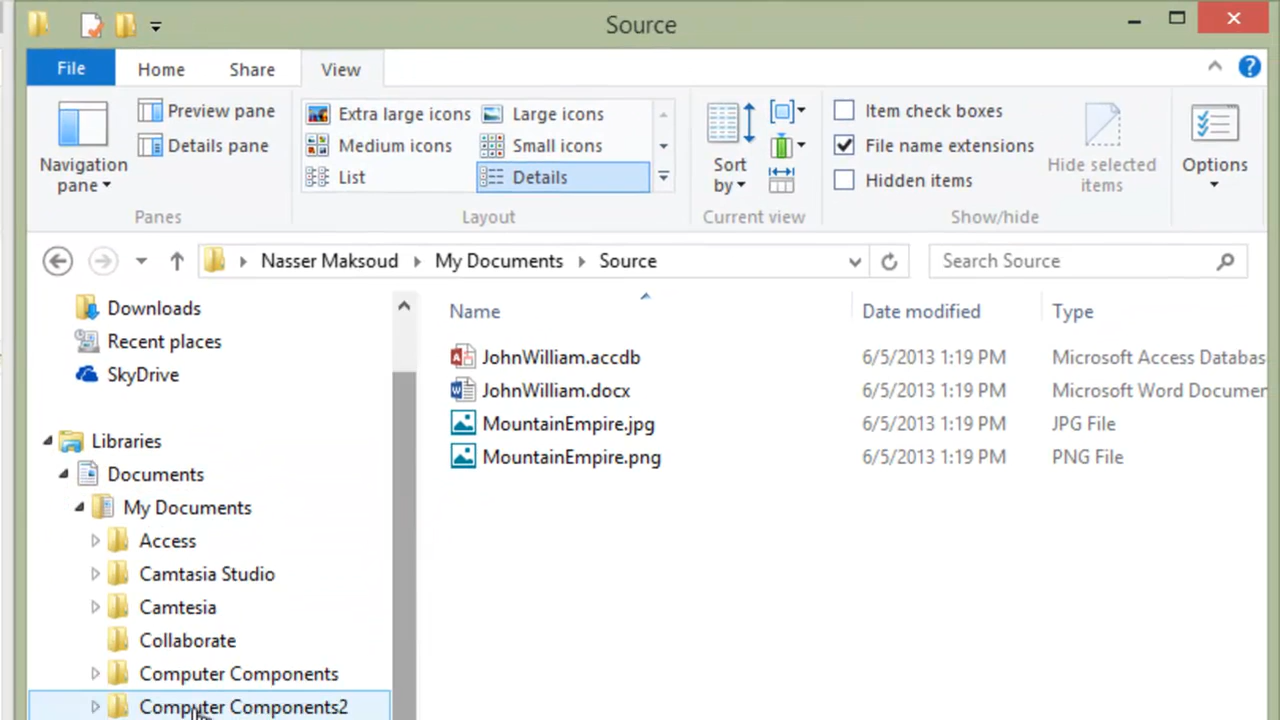 Source
File Home Share View
Preview pane
Details pane
Navigation pane
Panes
Extra large icons Large icons
Medium icons Small icons
List Details
Layout
Sort by
Current view
Item check boxes
File name extensions
Hidden items
Hide selected items
Show/hide
Options
Nasser Maksoud My Documents Source
Search Source
Downloads
Recent places
SkyDrive
Libraries
Documents
My Documents
Access
Camtasia Studio
Camtesia
Collaborate
Computer Components
Computer Components2
Name Date modified Type
JohnWilliam.accdb 6/5/2013 1:19 PM Microsoft Access Databas
JohnWilliam.docx 6/5/2013 1:19 PM Microsoft Word Documen
MountainEmpire.jpg 6/5/2013 1:19 PM JPG File
MountainEmpire.png 6/5/2013 1:19 PM PNG File